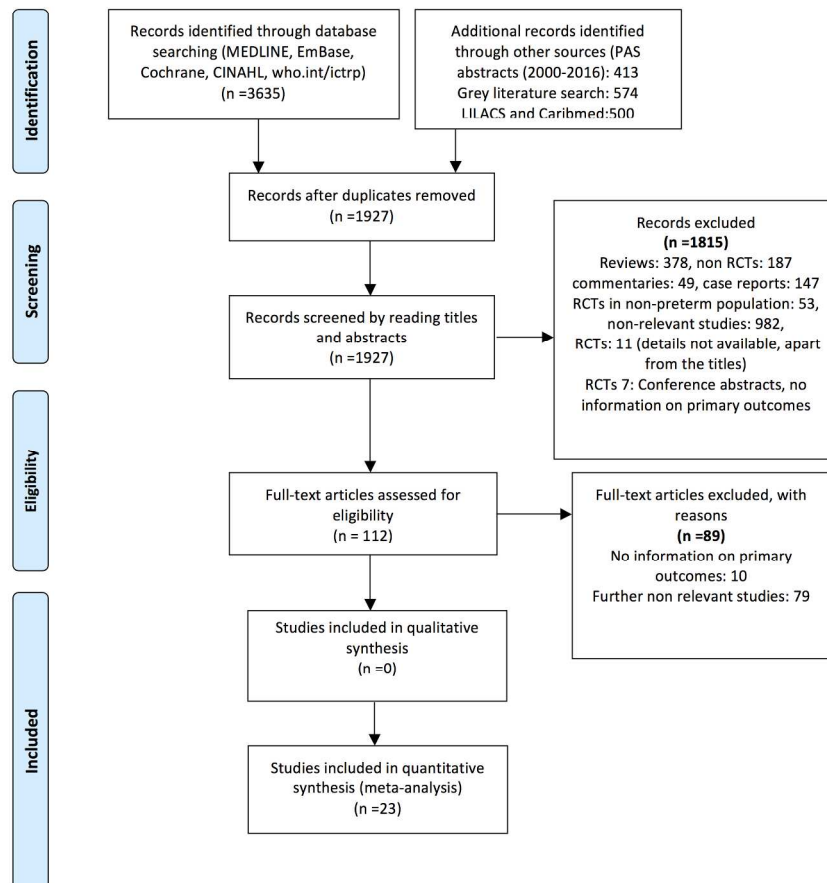 Identification
Records identified through database
searching (MEDLINE, EmBase,
Cochrane, CINAHL, who.int/ictrp)
(n =3635)
Additional records identified
through other sources (PAS
abstracts (2000-2016): 413
Grey literature search: 574
LILACS and Caribmed:500
Records after duplicates removed
(n =1927)
Screening
Records screened by reading titles
and abstracts
(n =1927)
Records excluded
(n =1815)
Reviews: 378, non RCTs: 187
commentaries: 49, case reports: 147
RCTs in non-preterm population: 53,
non-relevant studies: 982,
RCTs: 11 (details not available, apart
from the titles)
RCTs 7: Conference abstracts, no
information on primary outcomes
Eligibility
Full-text articles assessed for
eligibility
(n = 112)
Full-text articles excluded, with
reasons
(n =89)
No information on primary
outcomes: 10
Further non relevant studies: 79
Included
Studies included in qualitative
synthesis
(n =0)
Studies included in quantitative
synthesis (meta-analysis)
(n =23)